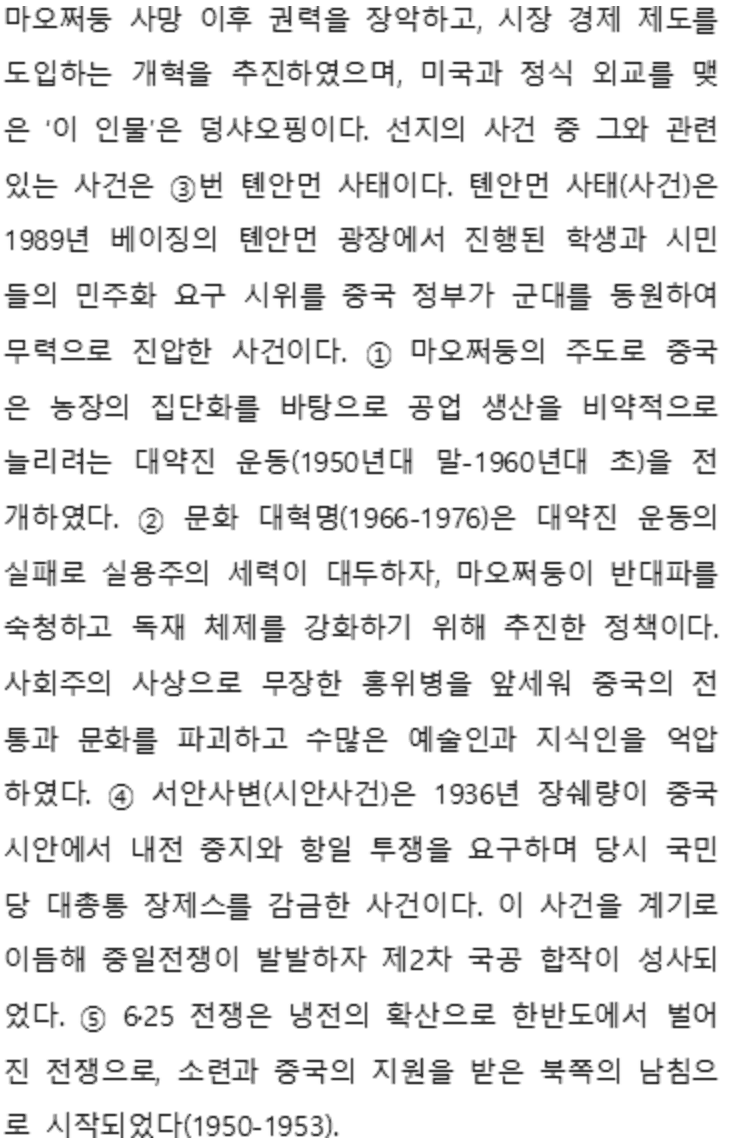 마오쩌둥 사망 이후 권력을 장악하고, 시장 경제 제도를
도입하는 개혁을 추진하였으며, 미국과 정식 외교를 맺
은 '이 인물'은 덩샤오핑이다. 선지의 사건 중 그와 관련
있는 사건은 ③번 톈안먼 사태이다. 톈안먼 사태(사건)은
1989년 베이징의 톈안먼 광장에서 진행된 학생과 시민
들의 민주화 요구 시위를 중국 정부가 군대를 동원하여
무력으로 진압한 사건이다. ① 마오쩌둥의 주도로 중국
은 농장의 집단화를 바탕으로 공업 생산을 비약적으로
늘리려는 대약진 운동(1950년대 말-1960년대 초)을 전
개하였다. ② 문화 대혁명(1966-1976)은 대약진 운동의
실패로 실용주의 세력이 대두하자, 마오쩌둥이 반대파를
숙청하고 독재 체제를 강화하기 위해 추진한 정책이다.
사회주의 사상으로 무장한 홍위병을 앞세워 중국의 전
통과 문화를 파괴하고 수많은 예술인과 지식인을 억압
하였다. ④ 서안사변(시안사건)은 1936년 장쉐량이 중국
시안에서 내전 중지와 항일 투쟁을 요구하며 당시 국민
당 대총통 장제스를 감금한 사건이다. 이 사건을 계기로
이듬해 중일전쟁이 발발하자 제2차 국공 합작이 성사되
었다. ⑤ 6·25 전쟁은 냉전의 확산으로 한반도에서 벌어
진 전쟁으로, 소련과 중국의 지원을 받은 북쪽의 남침으
로 시작되었다(1950-1953).